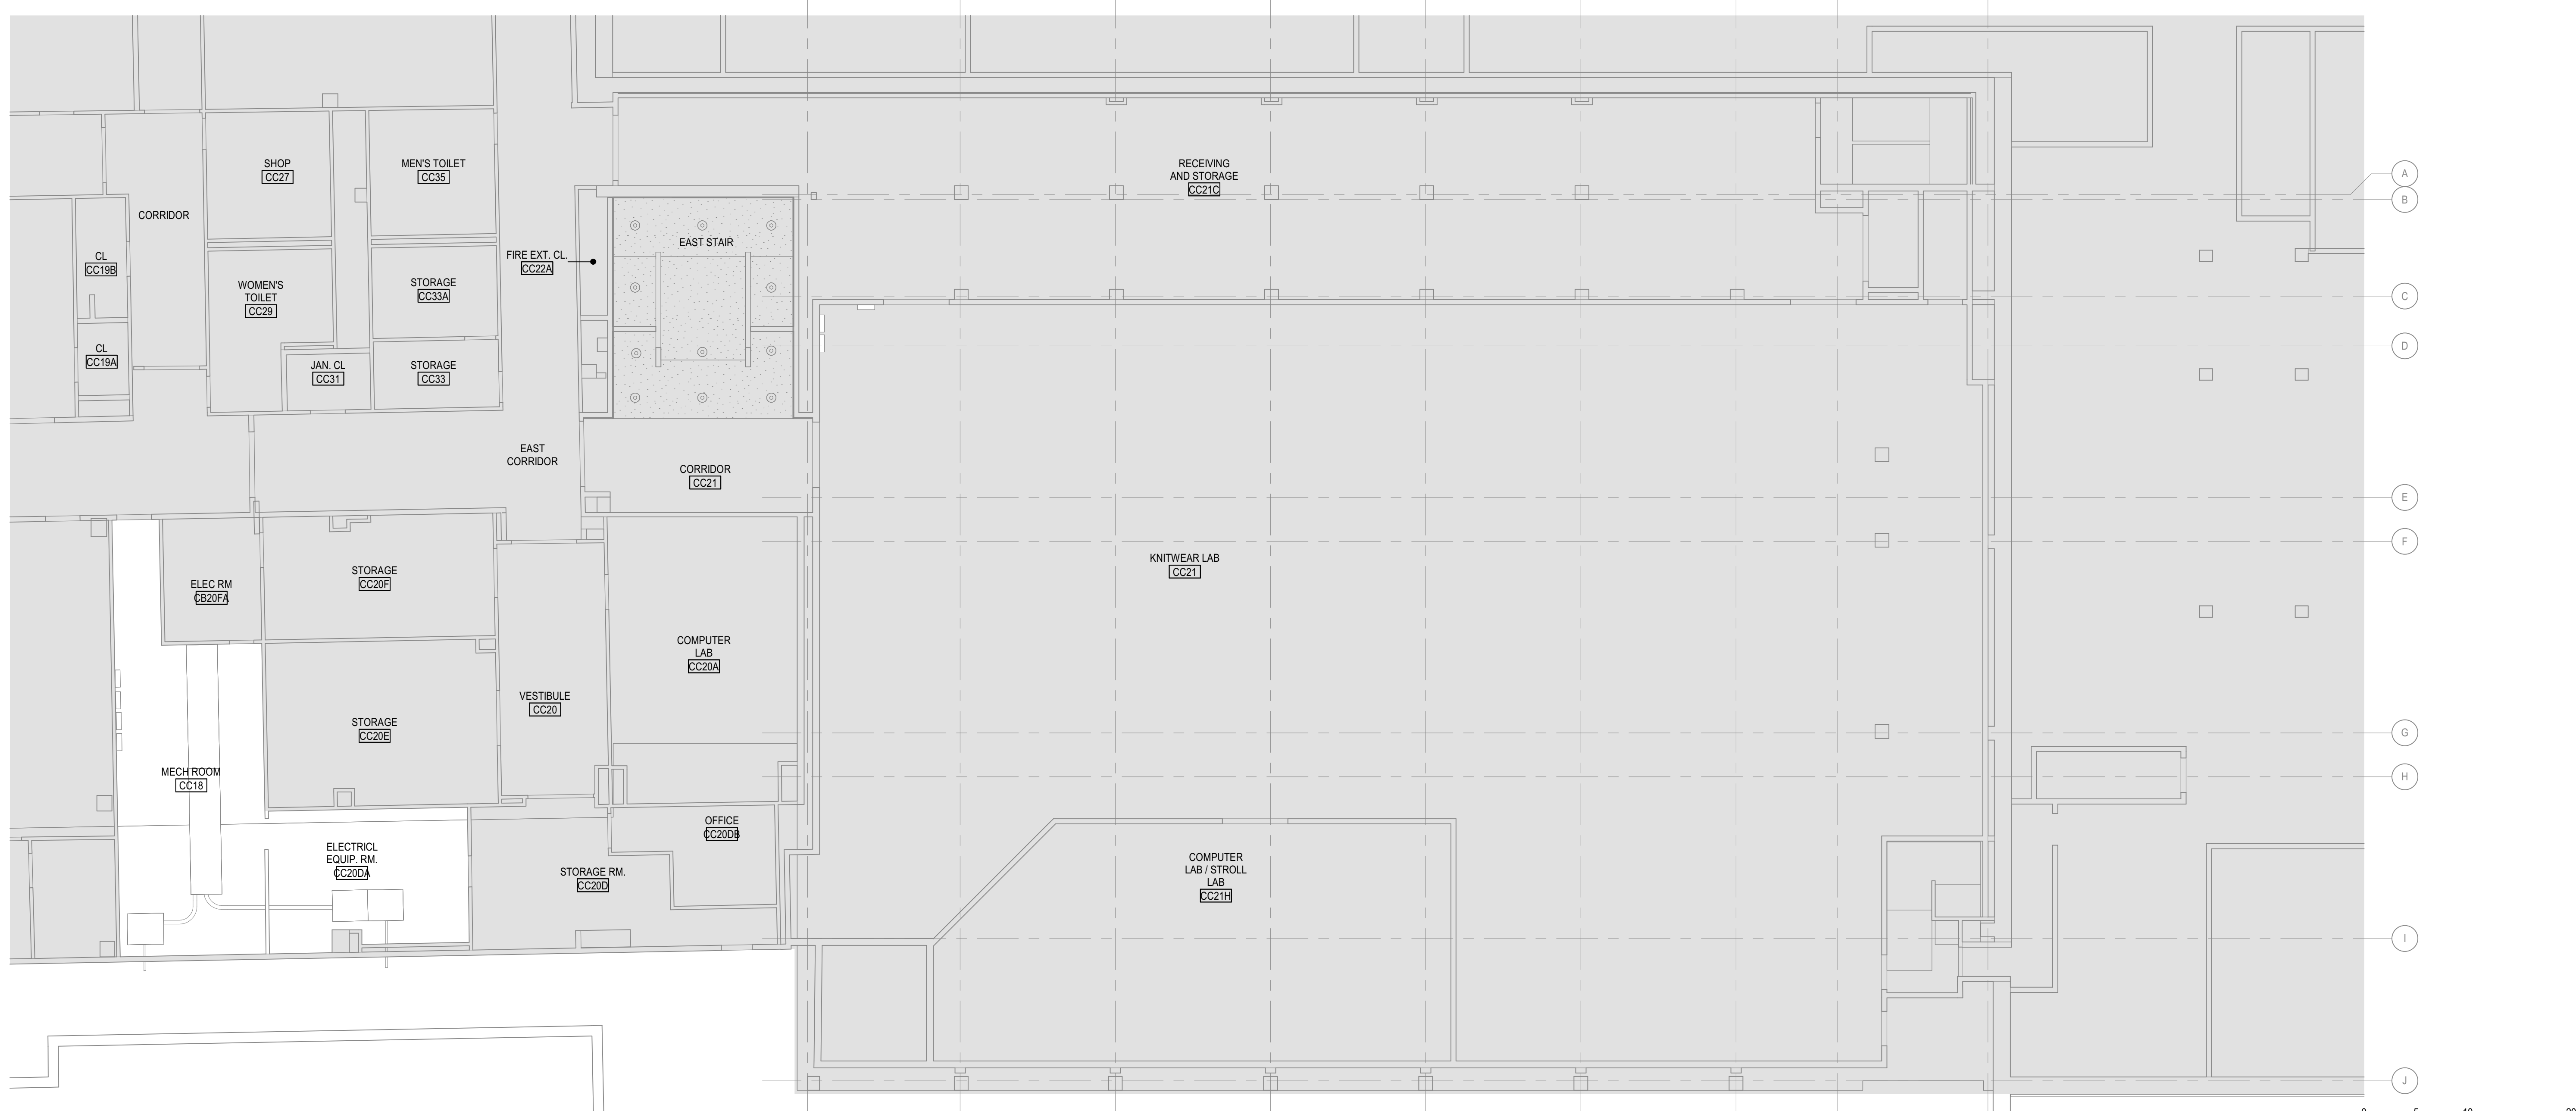 SHOP
CC27
MEN'S TOILET
CC35
RECEIVING
AND STORAGE
CC21C
A
B
CORRIDOR
EAST STAIR
FIRE EXT. CL.
CC22A
CL
CC19B
WOMEN'S
TOILET
CC29
STORAGE
CC33A
C
D
CL
CC19A
JAN. CL
CC31
STORAGE
CC33
EAST
CORRIDOR
CORRIDOR
CC21
E
F
KNITWEAR LAB
CC21
STORAGE
CC20F
ELEC RM
CB20FA
COMPUTER
LAB
CC20A
VESTIBULE
CC20
STORAGE
CC20E
G
H
MECH ROOM
CC18
OFFICE
CC20DB
ELECTRICL
EQUIP. RM.
CC20DA
STORAGE RM.
CC20D
COMPUTER
LAB / STROLL
LAB
CC21H
I
J